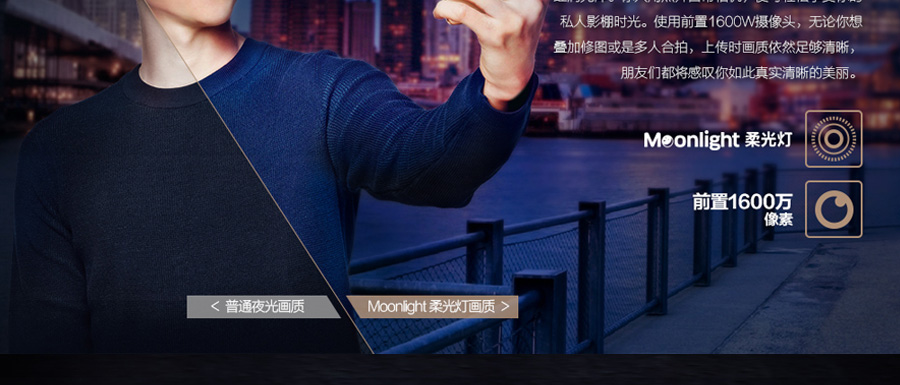 私人影棚时光。使用前置1600W摄像头，无论你想
叠加修图或是多人合拍，上传时画质依然足够清晰，
朋友们都将感叹你如此真实清晰的美丽。
Moonlight 柔光灯
前置1600万
像素
< 普通夜光画质
Moonlight 柔光灯画质 >